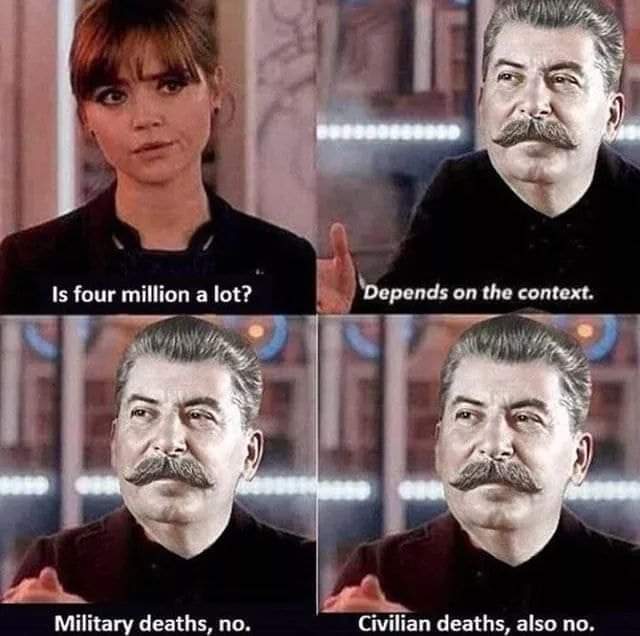 Is four million a lot?
Depends on the context.
Military deaths, no.
Civilian deaths, also no.